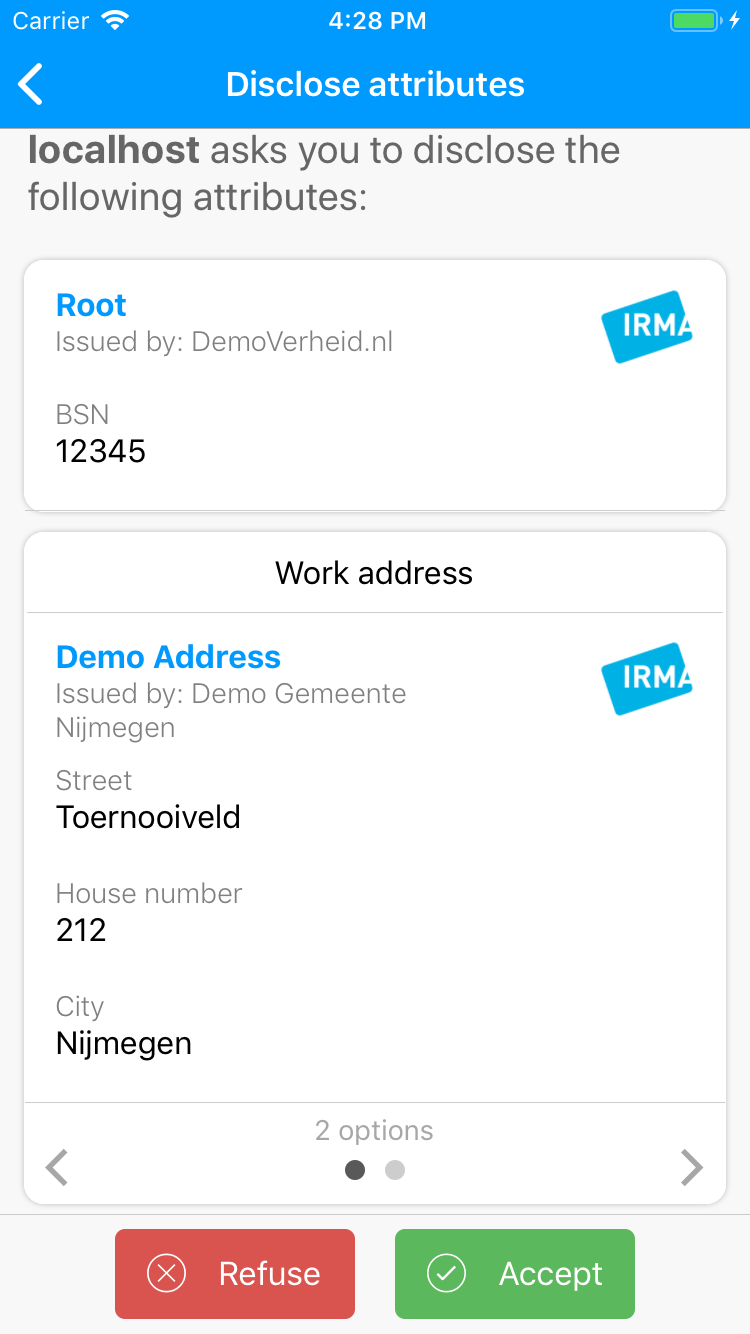 Carrier 4:28 PM
Disclose attributes
localhost asks you to disclose the
following attributes:
Root
Issued by: DemoVerheid.nl
IRMA
BSN
12345
Work address
Demo Address
Issued by: Demo Gemeente
Nijmegen
IRMA
Street
Toernooiveld
House number
212
City
Nijmegen
2 options
Refuse Accept